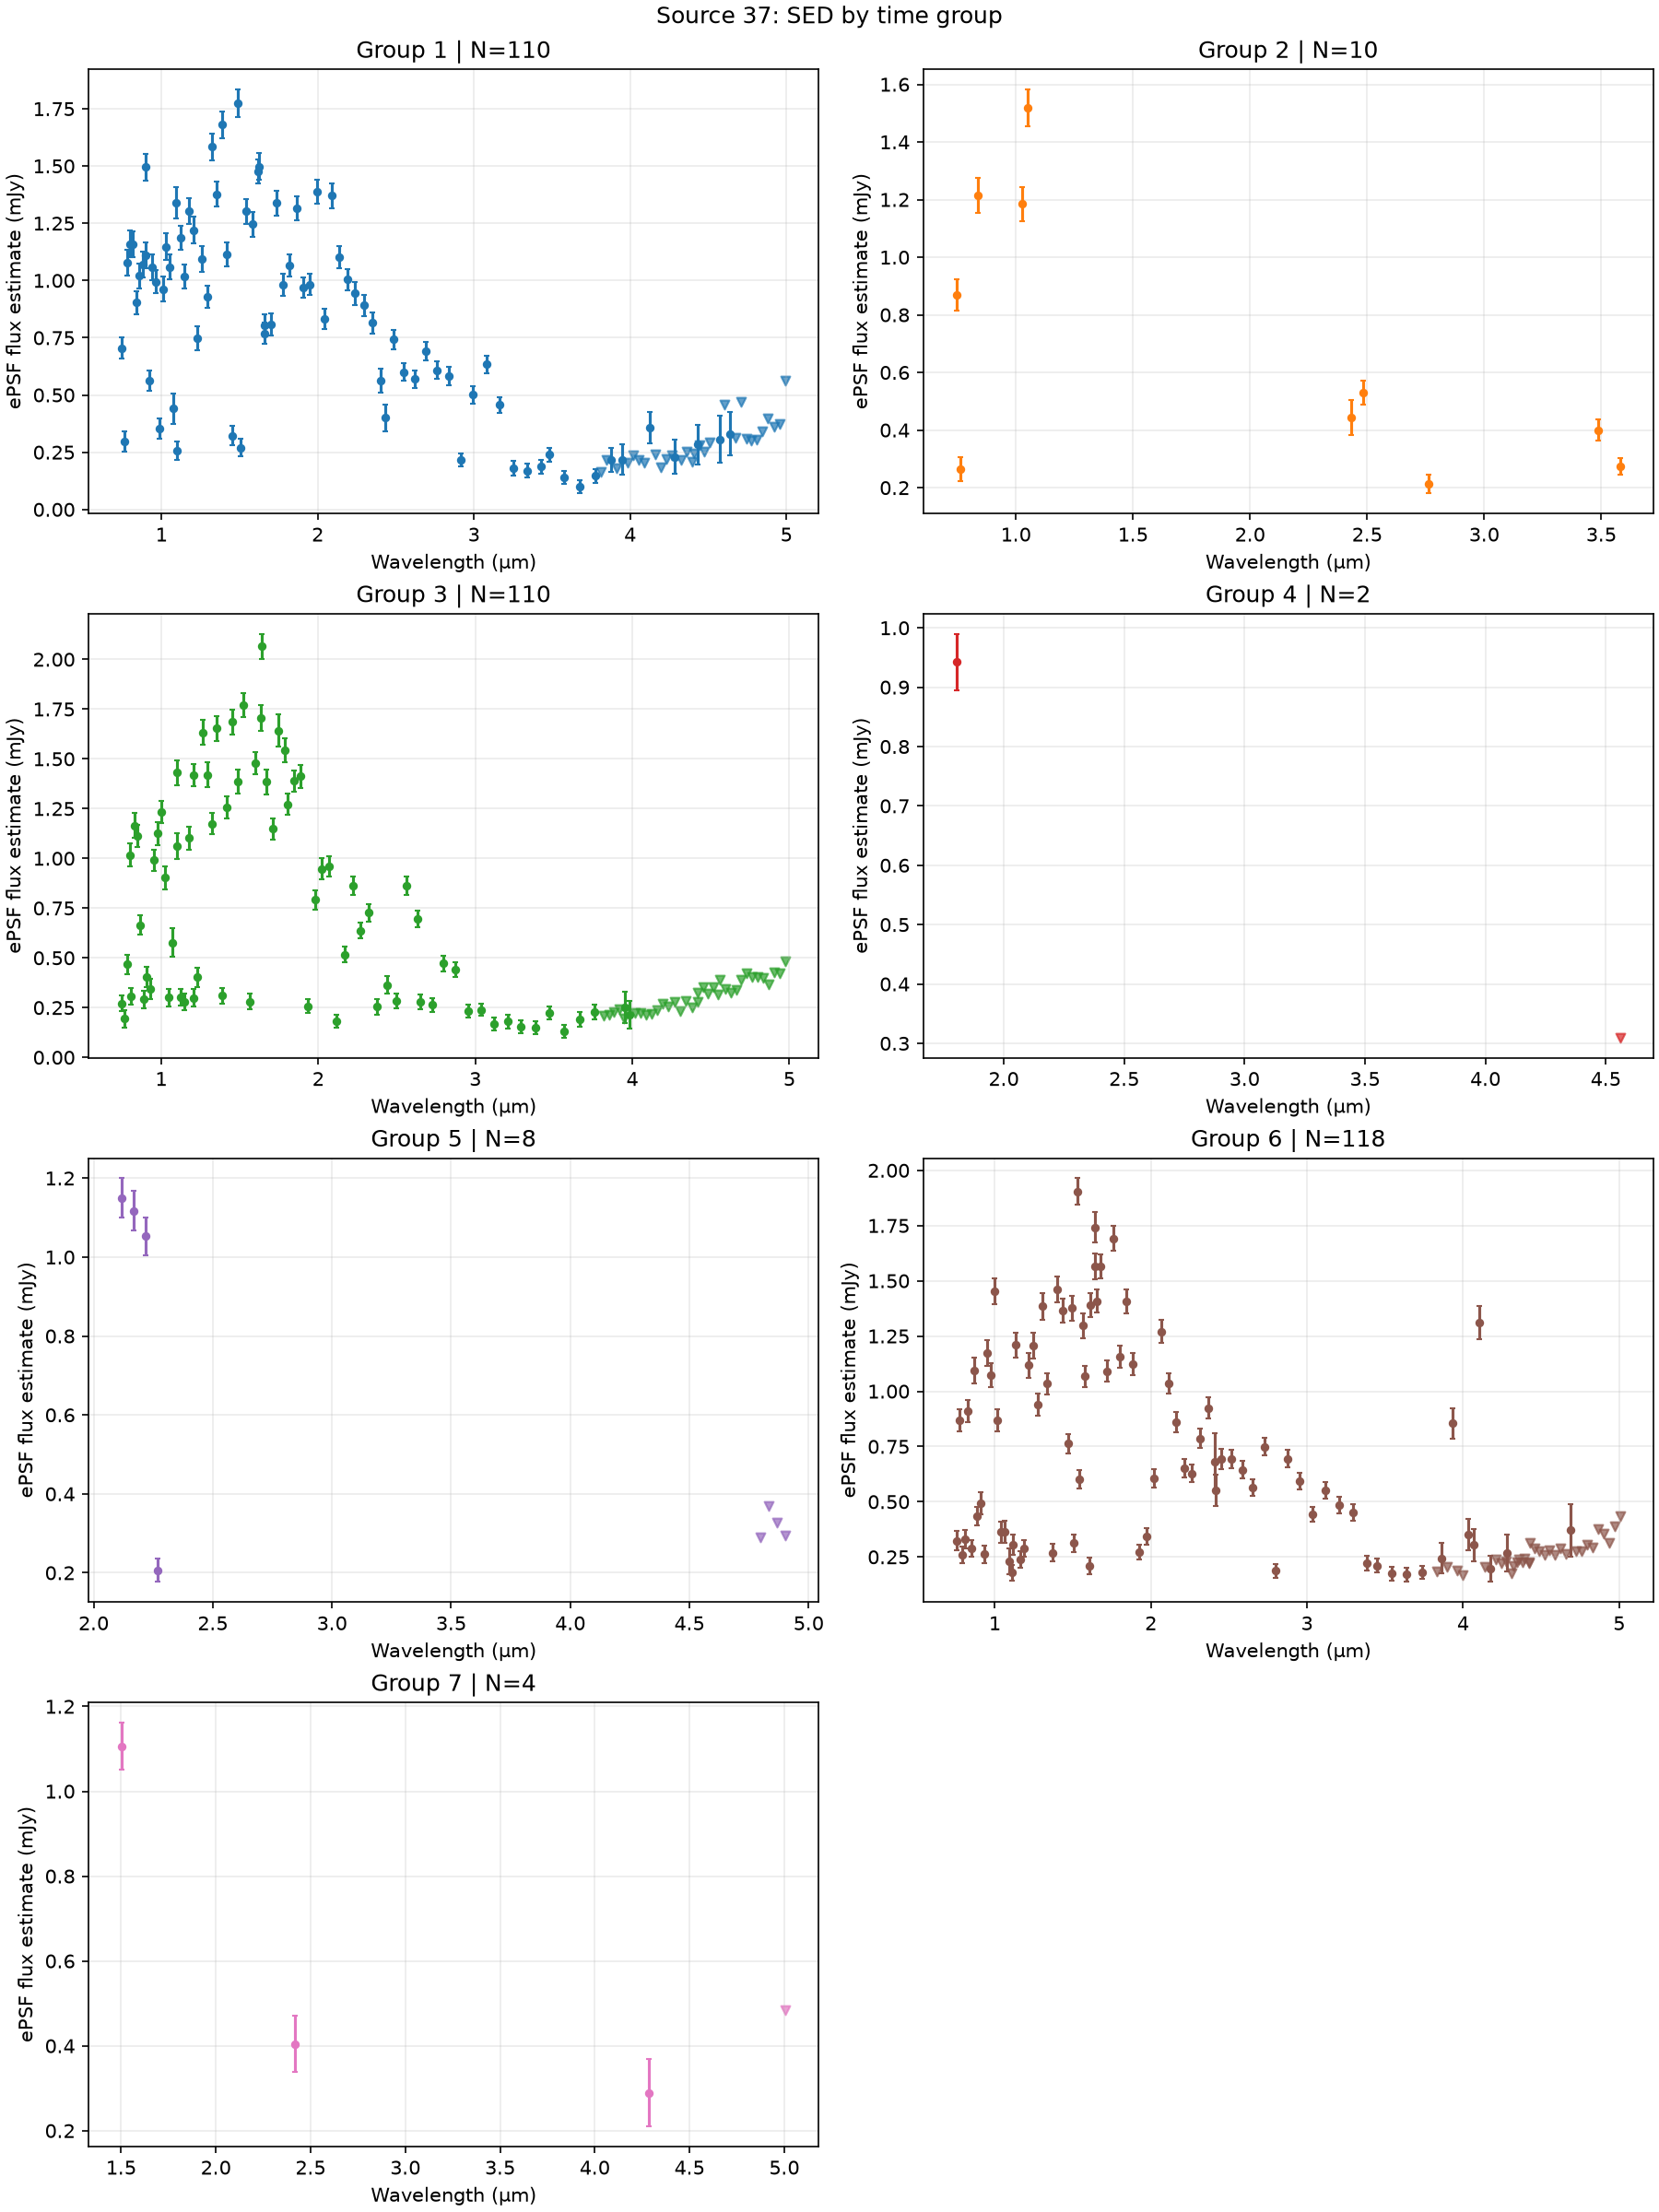 Source 37: SED by time group
Group 1 | N=110
ePSF flux estimate (mJy)
1.75
1.50
1.25
1.00
0.75
0.50
0.25
0.00
1 2 3 4 5
Wavelength (μm)
Group 2 | N=10
ePSF flux estimate (mJy)
1.6
1.4
1.2
1.0
0.8
0.6
0.4
0.2
1.0 1.5 2.0 2.5 3.0 3.5
Wavelength (μm)
Group 3 | N=110
ePSF flux estimate (mJy)
2.00
1.75
1.50
1.25
1.00
0.75
0.50
0.25
0.00
1 2 3 4 5
Wavelength (μm)
Group 4 | N=2
ePSF flux estimate (mJy)
1.0
0.9
0.8
0.7
0.6
0.5
0.4
0.3
2.0 2.5 3.0 3.5 4.0 4.5
Wavelength (μm)
Group 5 | N=8
ePSF flux estimate (mJy)
1.2
1.0
0.8
0.6
0.4
0.2
2.0 2.5 3.0 3.5 4.0 4.5 5.0
Wavelength (μm)
Group 6 | N=118
ePSF flux estimate (mJy)
2.00
1.75
1.50
1.25
1.00
0.75
0.50
0.25
1 2 3 4 5
Wavelength (μm)
Group 7 | N=4
ePSF flux estimate (mJy)
1.2
1.0
0.8
0.6
0.4
0.2
1.5 2.0 2.5 3.0 3.5 4.0 4.5 5.0
Wavelength (μm)